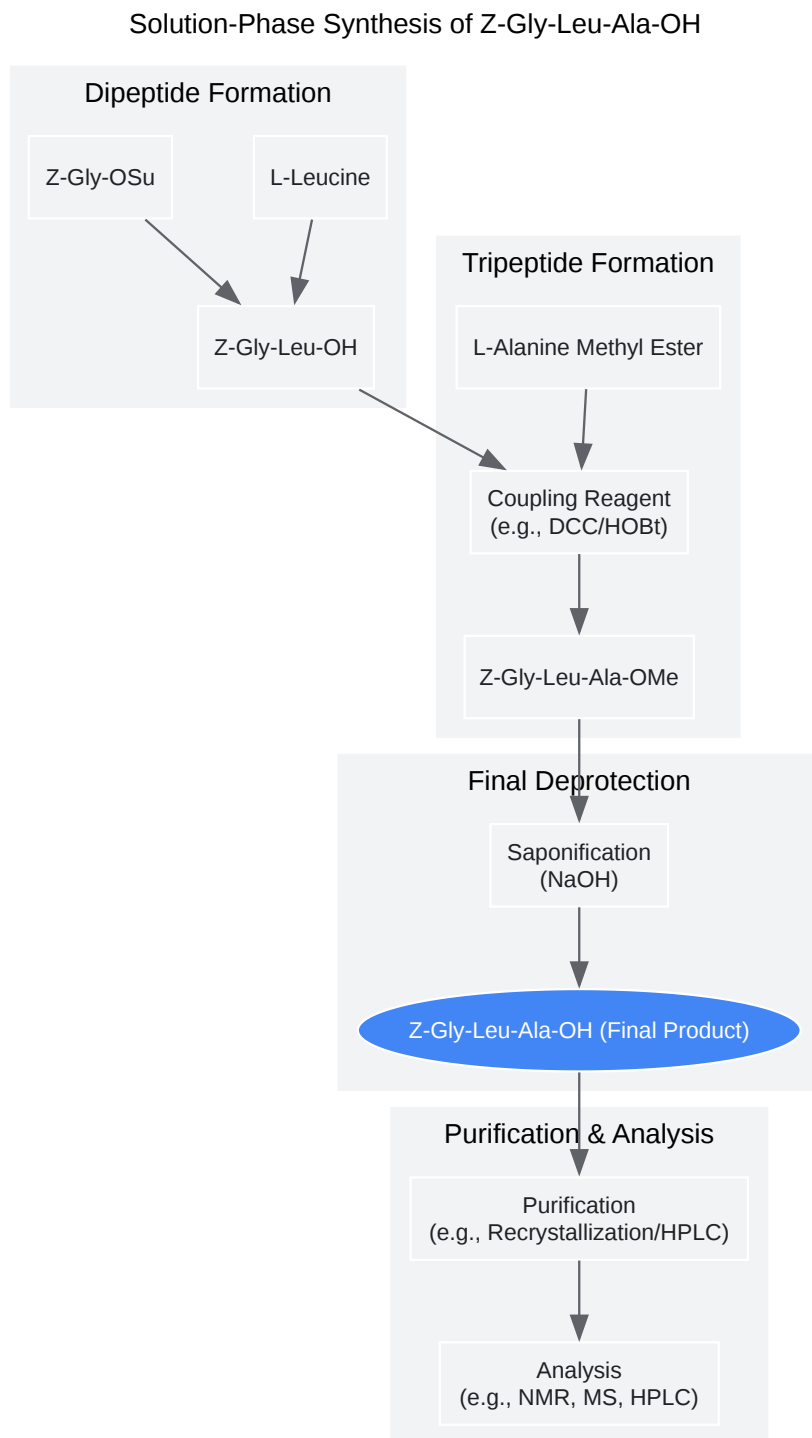 Solution-Phase Synthesis of Z-Gly-Leu-Ala-OH
Dipeptide Formation
Z-Gly-OSu
L-Leucine
Z-Gly-Leu-OH
Tripeptide Formation
L-Alanine Methyl Ester
Coupling Reagent
(e.g., DCC/HOBt)
Z-Gly-Leu-Ala-OMe
Final Deprotection
Saponification
(NaOH)
Z-Gly-Leu-Ala-OH (Final Product)
Purification & Analysis
Purification
(e.g., Recrystallization/HPLC)
Analysis
(e.g., NMR, MS, HPLC)